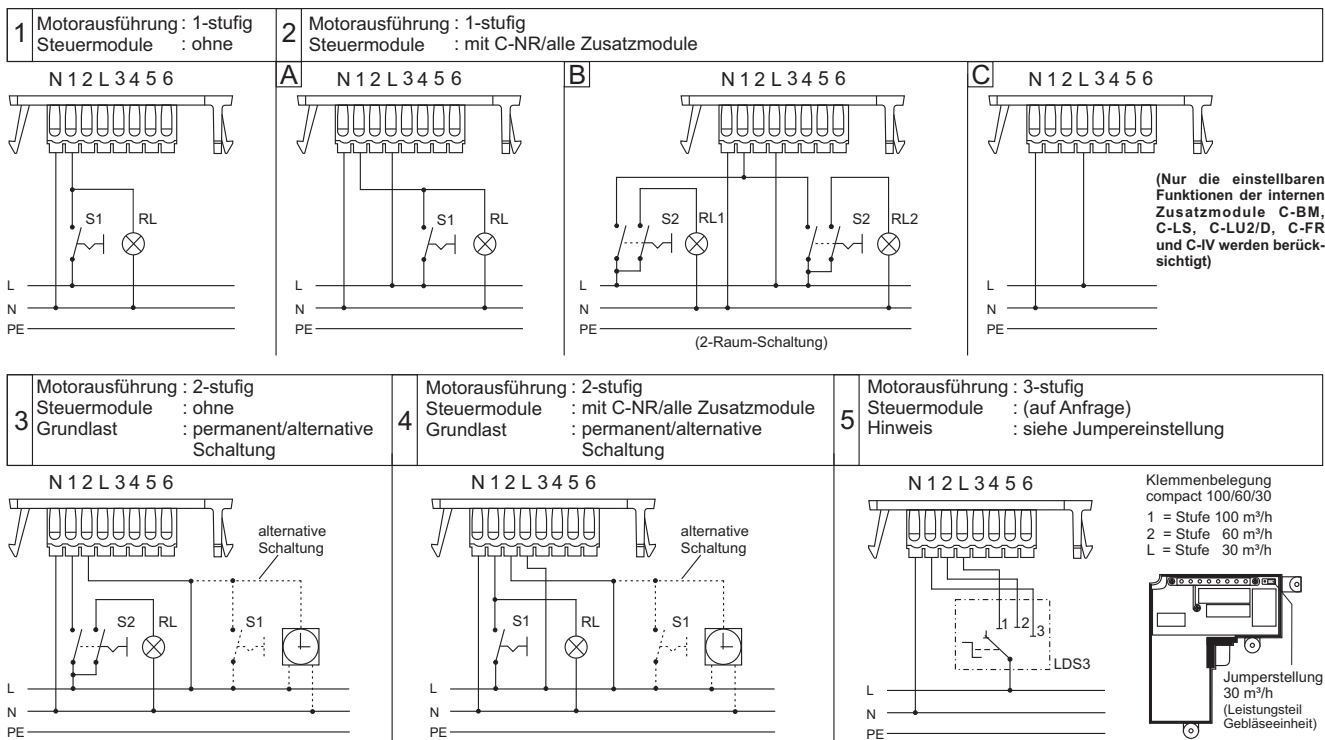 1
Motorausführung : 1-stufig
Steuermodule : ohne
2
Motorausführung : 1-stufig
Steuermodule : mit C-NR/alle Zusatzmodule
N 1 2 L 3 4 5 6
S1 RL
L
N
PE
A
N 1 2 L 3 4 5 6
S1 RL
L
N
PE
B
N 1 2 L 3 4 5 6
S2 RL1 S2 RL2
L
N
PE
(2-Raum-Schaltung)
C
N 1 2 L 3 4 5 6
L
N
PE
(Nur die einstellbaren
Funktionen der internen
Zusatzmodule C-BM,
C-LS, C-LU2/D, C-FR
und C-IV werden berück-
sichtigt)
3
Motorausführung : 2-stufig
Steuermodule : ohne
Grundlast : permanent/alternative
Schaltung
N 1 2 L 3 4 5 6
alternative
Schaltung
S2 RL S1
L
N
PE
4
Motorausführung : 2-stufig
Steuermodule : mit C-NR/alle Zusatzmodule
Grundlast : permanent/alternative
Schaltung
N 1 2 L 3 4 5 6
alternative
Schaltung
S1 RL S1
L
N
PE
5
Motorausführung : 3-stufig
Steuermodule : (auf Anfrage)
Hinweis : siehe Jumpereinstellung
N 1 2 L 3 4 5 6
1 2 3
LDS3
L
N
PE
Klemmenbelegung
compact 100/60/30
1 = Stufe 100 m³/h
2 = Stufe 60 m³/h
L = Stufe 30 m³/h
Jumperstellung
30 m³/h
(Leistungsteil
Gebläseeinheit)